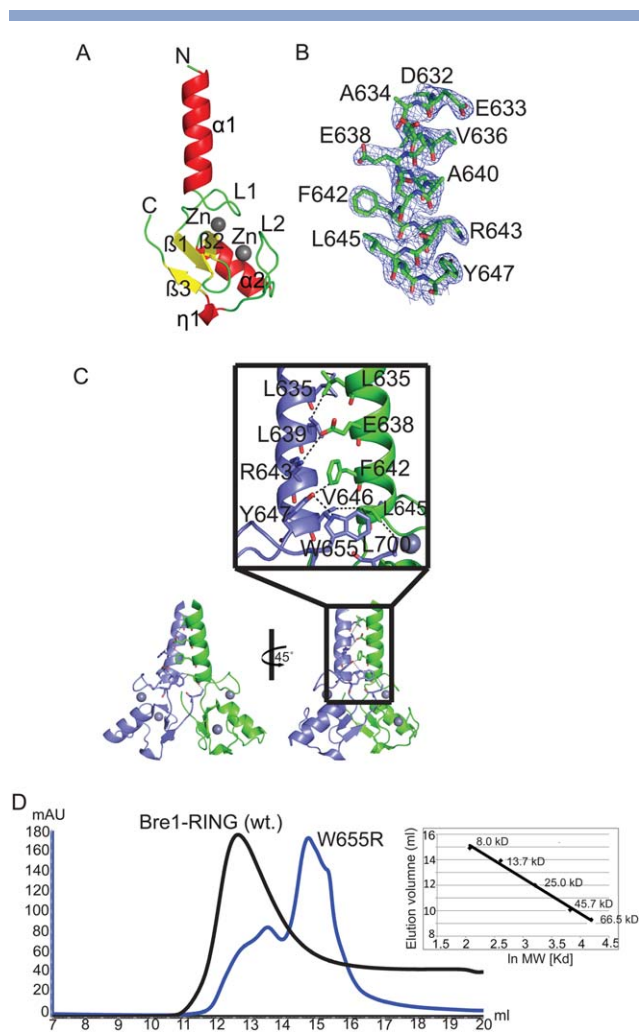 A
N
α1
L1
C
Zn
L2
ß1
ß2
Zn
ß3
α2
η1
B
D632
A634
E633
E638
V636
A640
F642
R643
L645
Y647
C
L635
L635
L639
E638
R643
F642
V646
Y647
L645
W655
L700
45°
D
mAU
Bre1-RING (wt.)
W655R
180
160
140
120
100
80
60
40
20
0
7 8 9 10 11 12 13 14 15 16 17 18 19 20 ml
Elution volumne (ml)
16
14
12
10
8
8.0 kD
13.7 kD
25.0 kD
45.7 kD
66.5 kD
1.5 2 2.5 3 3.5 4 4.5
ln MW [Kd]